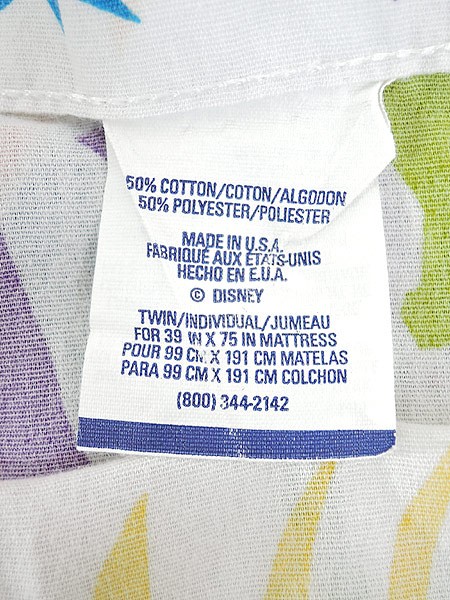 50% COTTON/COTON/ALGODON
50% POLYESTER/POLIESTER
MADE IN U.S.A.
FABRIQUÉ AUX ÉTATS-UNIS
HECHO EN E.U.A.
© DISNEY
TWIN/INDIVIDUAL/JUMEAU
FOR 39 IN X 75 IN MATTRESS
POUR 99 CM X 191 CM MATELAS
PARA 99 CM X 191 CM COLCHON
(800) 344-2142